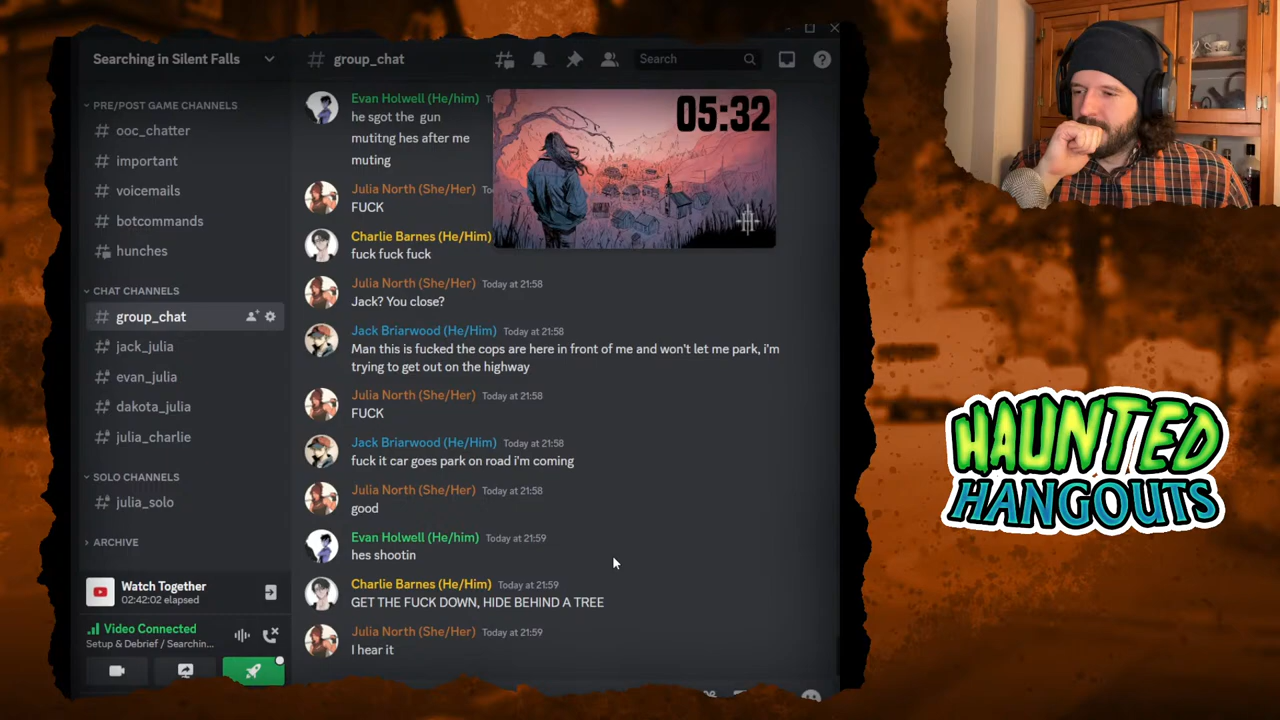 Searching in Silent Falls
PRE/POST GAME CHANNELS
# ooc_chatter
# important
# voicemails
# botcommands
hunches
CHAT CHANNELS
# group_chat
# jack_julia
# evan_julia
# dakota_julia
# julia_charlie
SOLO CHANNELS
# julia_solo
ARCHIVE
Watch Together
02:42:02 elapsed
Video Connected
Setup & Debrief / Searchin...
# group_chat
Search
Evan Holwell (He/him)
he sgot the gun
mutitng hes after me
muting
05:32
Julia North (She/Her)
FUCK
Charlie Barnes (He/Him)
fuck fuck fuck
Julia North (She/Her) Today at 21:58
Jack? You close?
Jack Briarwood (He/Him) Today at 21:58
Man this is fucked the cops are here in front of me and won't let me park, i'm
trying to get out on the highway
Julia North (She/Her) Today at 21:58
FUCK
Jack Briarwood (He/Him) Today at 21:58
fuck it car goes park on road i'm coming
Julia North (She/Her) Today at 21:58
good
Evan Holwell (He/him) Today at 21:59
hes shootin
Charlie Barnes (He/Him) Today at 21:59
GET THE FUCK DOWN, HIDE BEHIND A TREE
Julia North (She/Her) Today at 21:59
I hear it
HAUNTED
HANGOUTS